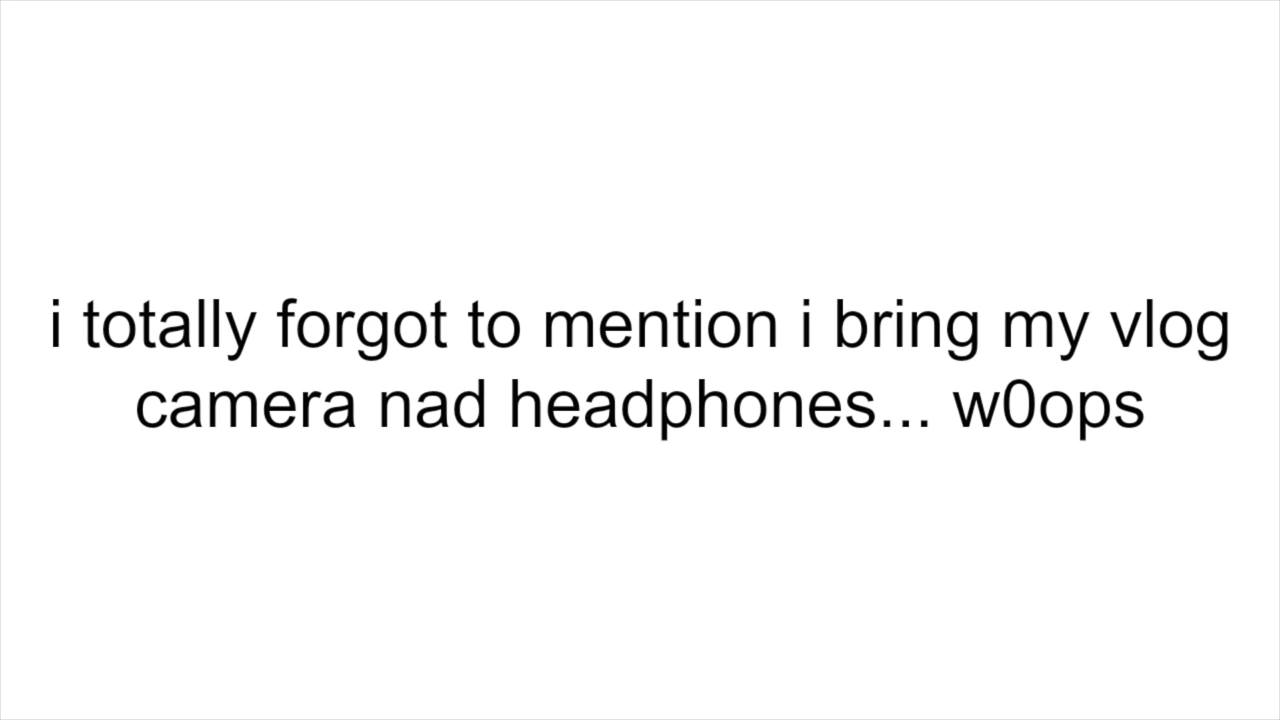 i totally forgot to mention i bring my vlog
camera nad headphones... w0ops